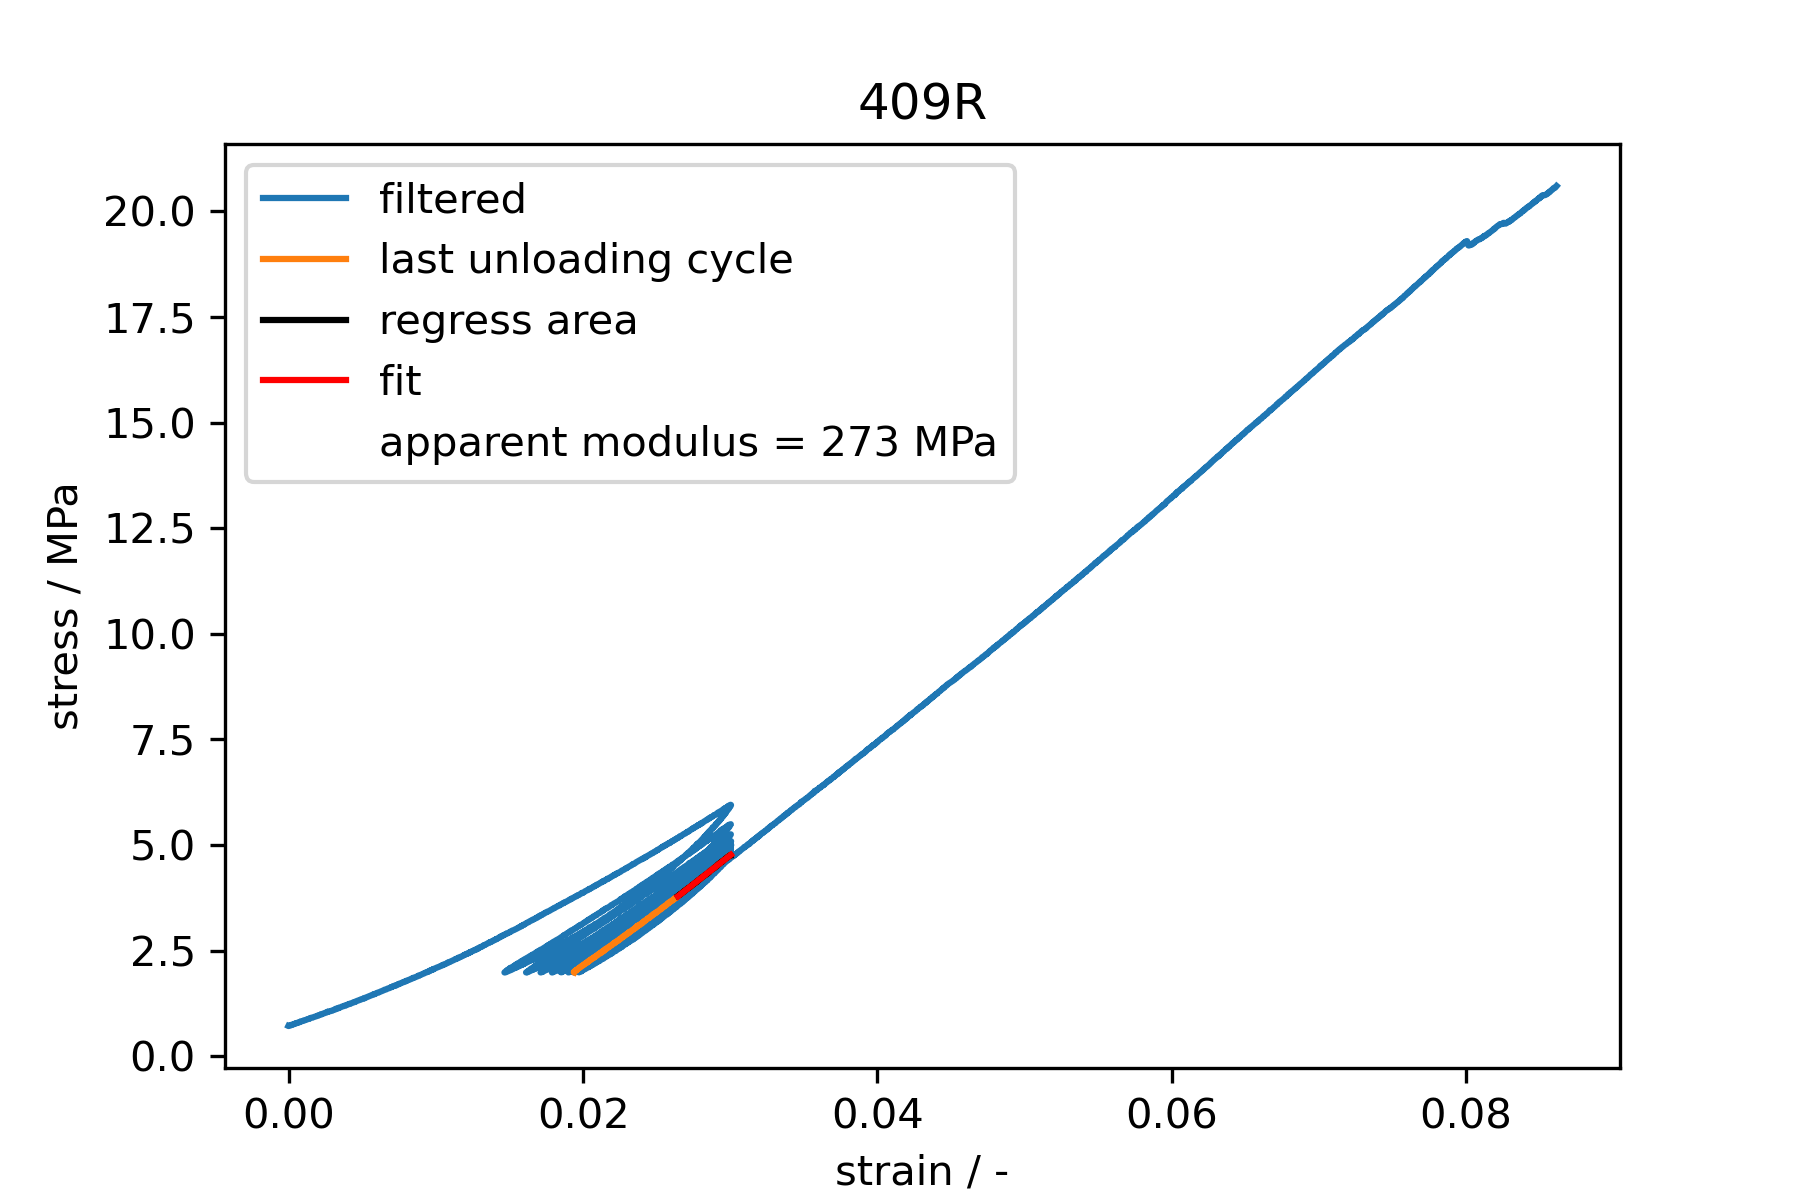 409R
filtered
last unloading cycle
regress area
fit
apparent modulus = 273 MPa
20.0
17.5
15.0
12.5
10.0
7.5
5.0
2.5
0.0
stress / MPa
0.00 0.02 0.04 0.06 0.08
strain / -